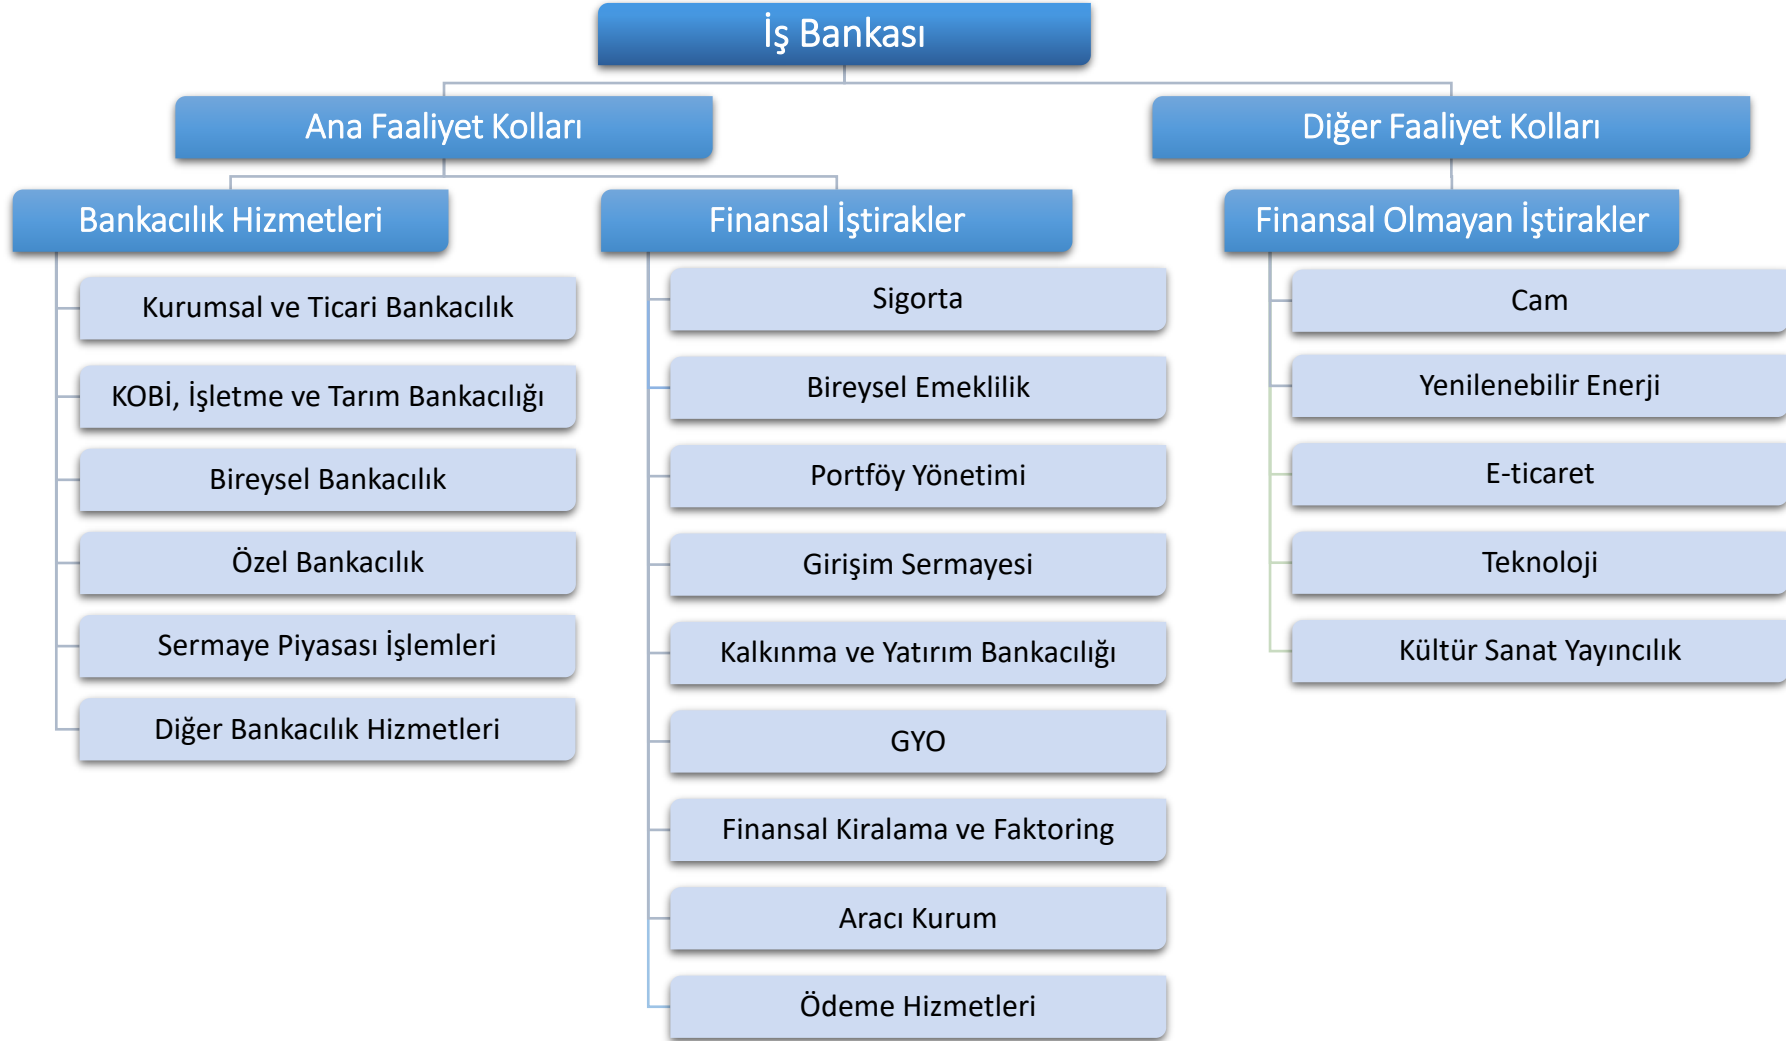 İş Bankası
Ana Faaliyet Kolları
Diğer Faaliyet Kolları
Bankacılık Hizmetleri
Finansal İştirakler
Finansal Olmayan İştirakler
Kurumsal ve Ticari Bankacılık
KOBİ, İşletme ve Tarım Bankacılığı
Bireysel Bankacılık
Özel Bankacılık
Sermaye Piyasası İşlemleri
Diğer Bankacılık Hizmetleri
Sigorta
Bireysel Emeklilik
Portföy Yönetimi
Girişim Sermayesi
Kalkınma ve Yatırım Bankacılığı
GYO
Finansal Kiralama ve Faktoring
Aracı Kurum
Ödeme Hizmetleri
Cam
Yenilenebilir Enerji
E-ticaret
Teknoloji
Kültür Sanat Yayıncılık